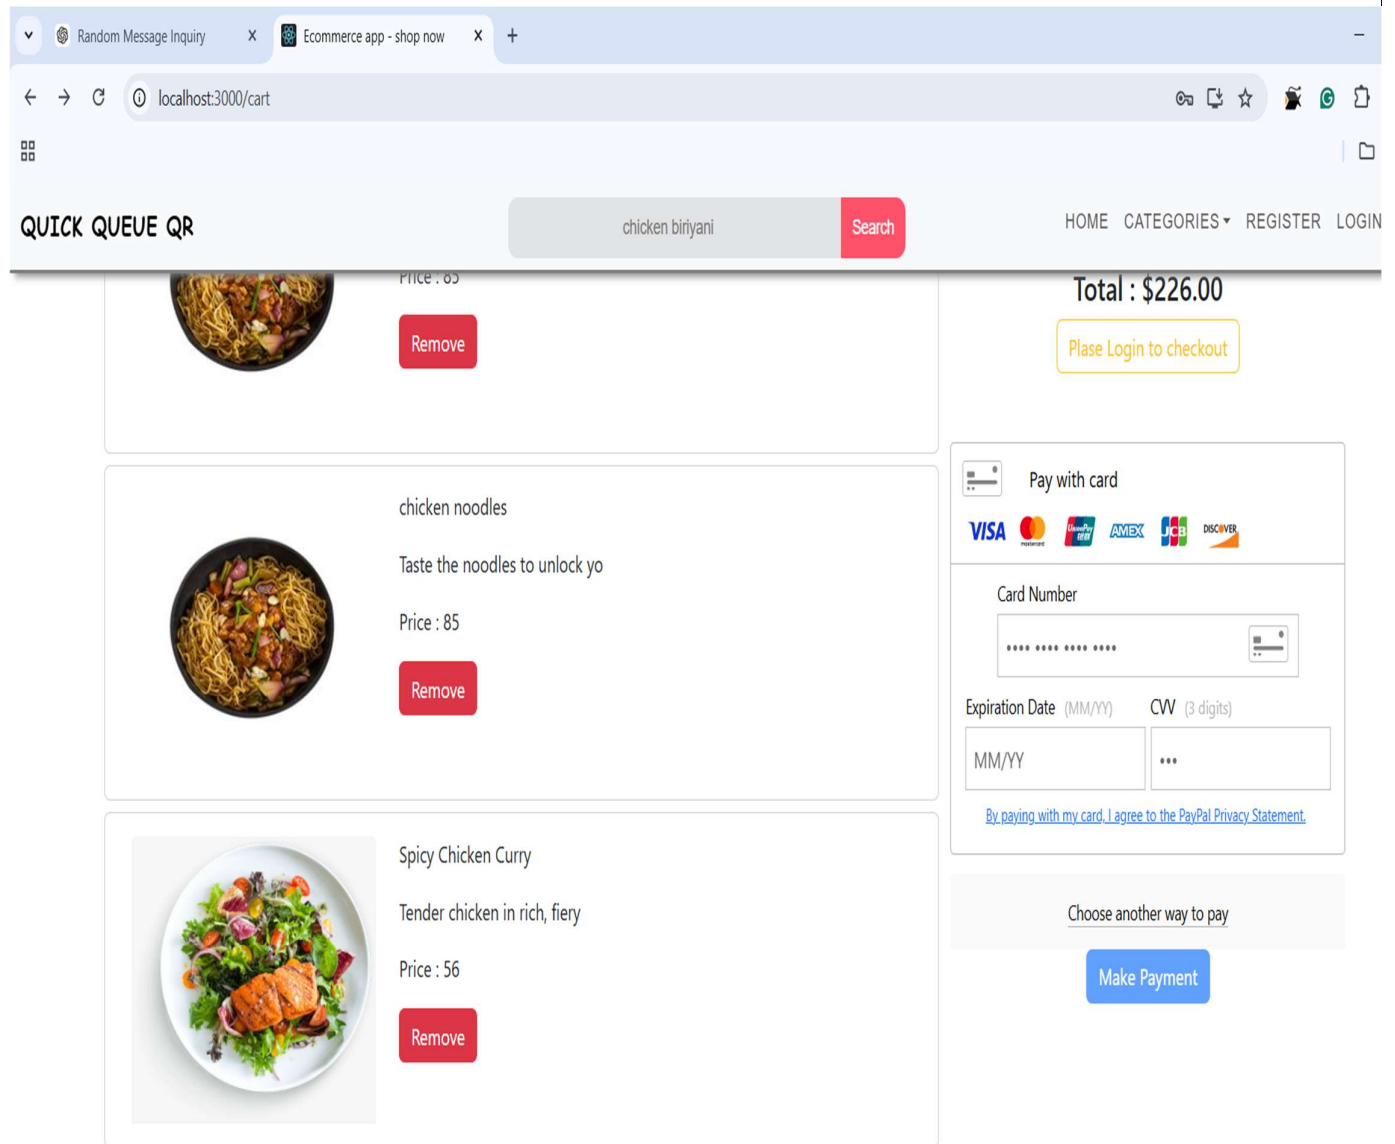 Random Message Inquiry
Ecommerce app - shop now
localhost:3000/cart
QUICK QUEUE QR
chicken biriyani
Search
HOME CATEGORIES REGISTER LOGIN
Price : 85
Remove
chicken noodles
Taste the noodles to unlock yo
Price : 85
Remove
Spicy Chicken Curry
Tender chicken in rich, fiery
Price : 56
Remove
Total : $226.00
Plase Login to checkout
Pay with card
VISA mastercard UnionPay AMEX JCB DISCOVER
Card Number
•••• •••• •••• ••••
Expiration Date (MM/YY) CVV (3 digits)
MM/YY •••
By paying with my card, I agree to the PayPal Privacy Statement.
Choose another way to pay
Make Payment